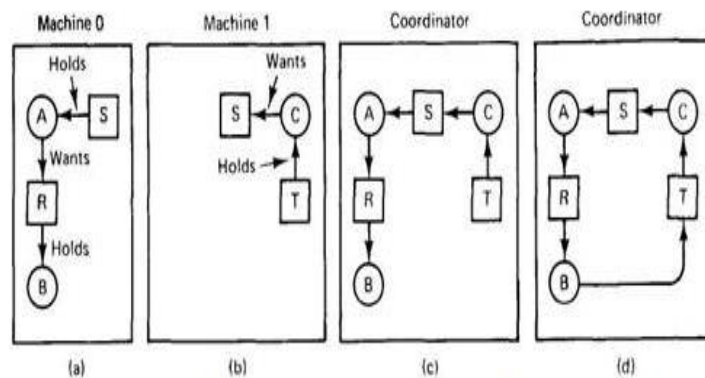 Machine 0
Holds
A
S
Wants
R
Holds
B
(a)
Machine 1
Wants
S
C
Holds
T
(b)
Coordinator
A
S
C
R
T
B
(c)
Coordinator
A
S
C
R
T
B
(d)